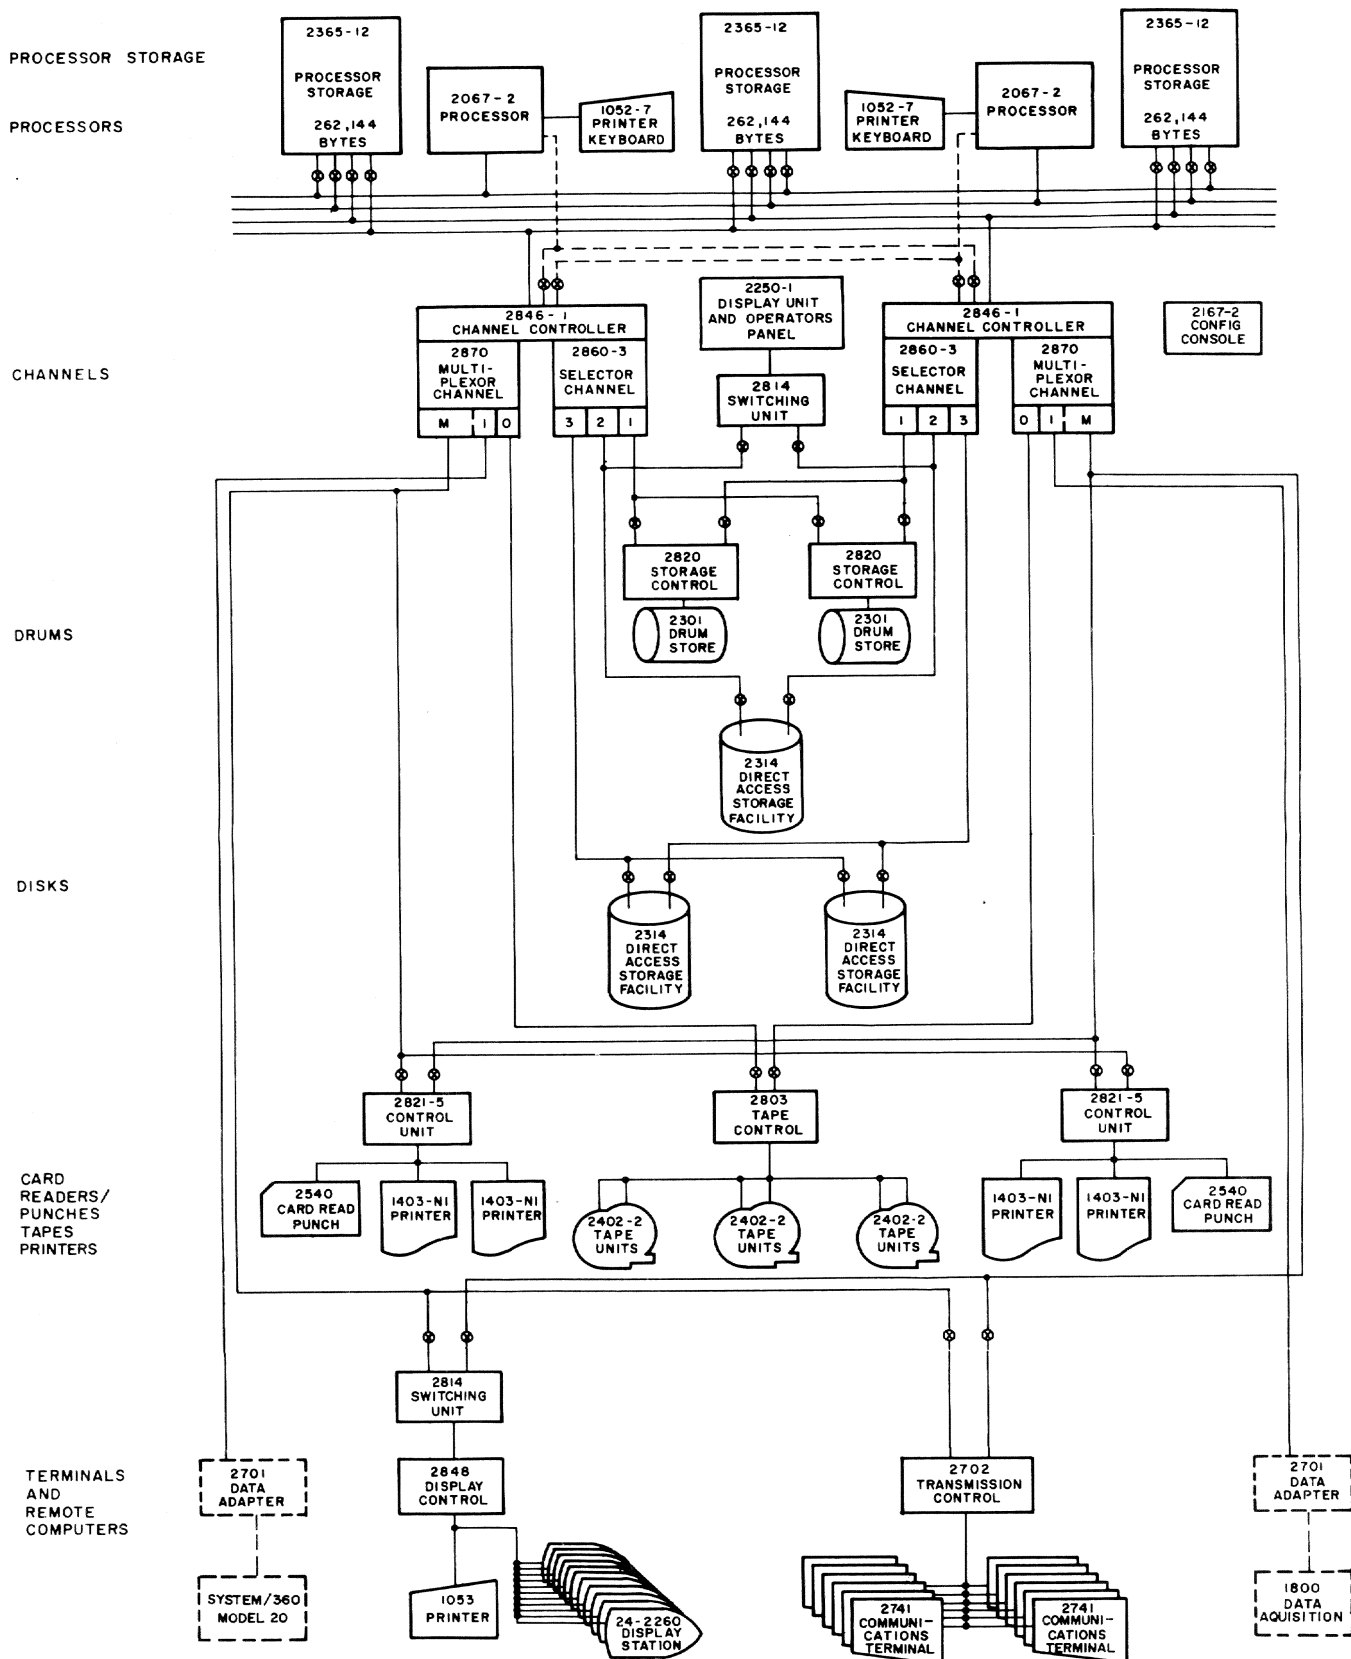 PROCESSOR STORAGE
PROCESSORS
2365-12
PROCESSOR
STORAGE
262,144
BYTES
2067-2
PROCESSOR
1052-7
PRINTER
KEYBOARD
2365-12
PROCESSOR
STORAGE
262,144
BYTES
1052-7
PRINTER
KEYBOARD
2067-2
PROCESSOR
2365-12
PROCESSOR
STORAGE
262,144
BYTES
CHANNELS
2846-1
CHANNEL CONTROLLER
2870
MULTI-
PLEXOR
CHANNEL
M 1 0
2860-3
SELECTOR
CHANNEL
3 2 1
2250-1
DISPLAY UNIT
AND OPERATORS
PANEL
2814
SWITCHING
UNIT
2846-1
CHANNEL CONTROLLER
2860-3
SELECTOR
CHANNEL
1 2 3
2870
MULTI-
PLEXOR
CHANNEL
0 1 M
2167-2
CONFIG
CONSOLE
DRUMS
2820
STORAGE
CONTROL
2820
STORAGE
CONTROL
2301
DRUM
STORE
2301
DRUM
STORE
DISKS
2314
DIRECT
ACCESS
STORAGE
FACILITY
2314
DIRECT
ACCESS
STORAGE
FACILITY
2314
DIRECT
ACCESS
STORAGE
FACILITY
CARD
READERS/
PUNCHES
TAPES
PRINTERS
2821-5
CONTROL
UNIT
2803
TAPE
CONTROL
2821-5
CONTROL
UNIT
2540
CARD READ
PUNCH
1403-N1
PRINTER
1403-N1
PRINTER
2402-2
TAPE
UNITS
2402-2
TAPE
UNITS
2402-2
TAPE
UNITS
1403-N1
PRINTER
1403-N1
PRINTER
2540
CARD READ
PUNCH
TERMINALS
AND
REMOTE
COMPUTERS
2814
SWITCHING
UNIT
2701
DATA
ADAPTER
2848
DISPLAY
CONTROL
2702
TRANSMISSION
CONTROL
2701
DATA
ADAPTER
SYSTEM/360
MODEL 20
1053
PRINTER
24-2260
DISPLAY
STATION
2741
COMMUNI-
CATIONS
TERMINAL
2741
COMMUNI-
CATIONS
TERMINAL
1800
DATA
AQUISITION